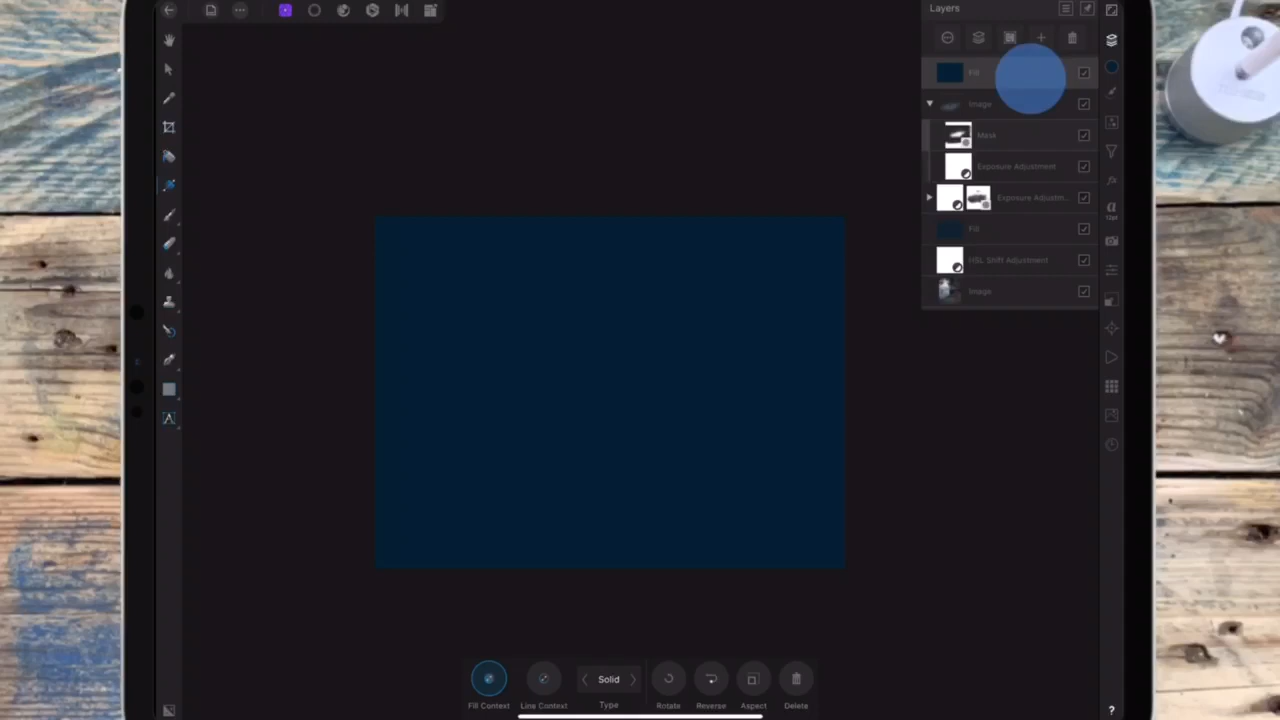 Layers
Fill
Image
Mask
Exposure Adjustment
Exposure Adjustm...
Fill
HSL Shift Adjustment
Image
12pt
Solid
Fill Context
Line Context
Type
Rotate
Reverse
Aspect
Delete
?